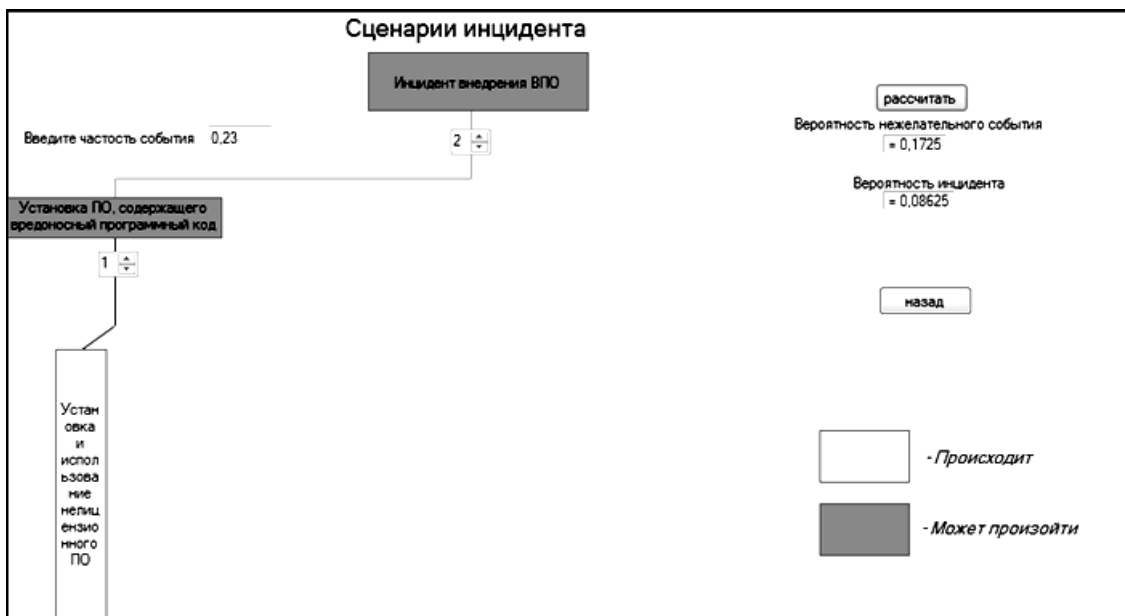 Сценарии инцидента
Инцидент внедрения ВПО
рассчитать
Введите частость события 0,23
2
Вероятность нежелательного события
= 0,1725
Вероятность инцидента
= 0,08625
Установка ПО, содержащего
вредоносный программный код
1
назад
Устан
овка
и
испол
ьзова
ние
нелиц
ензио
нного
ПО
- Происходит
- Может произойти